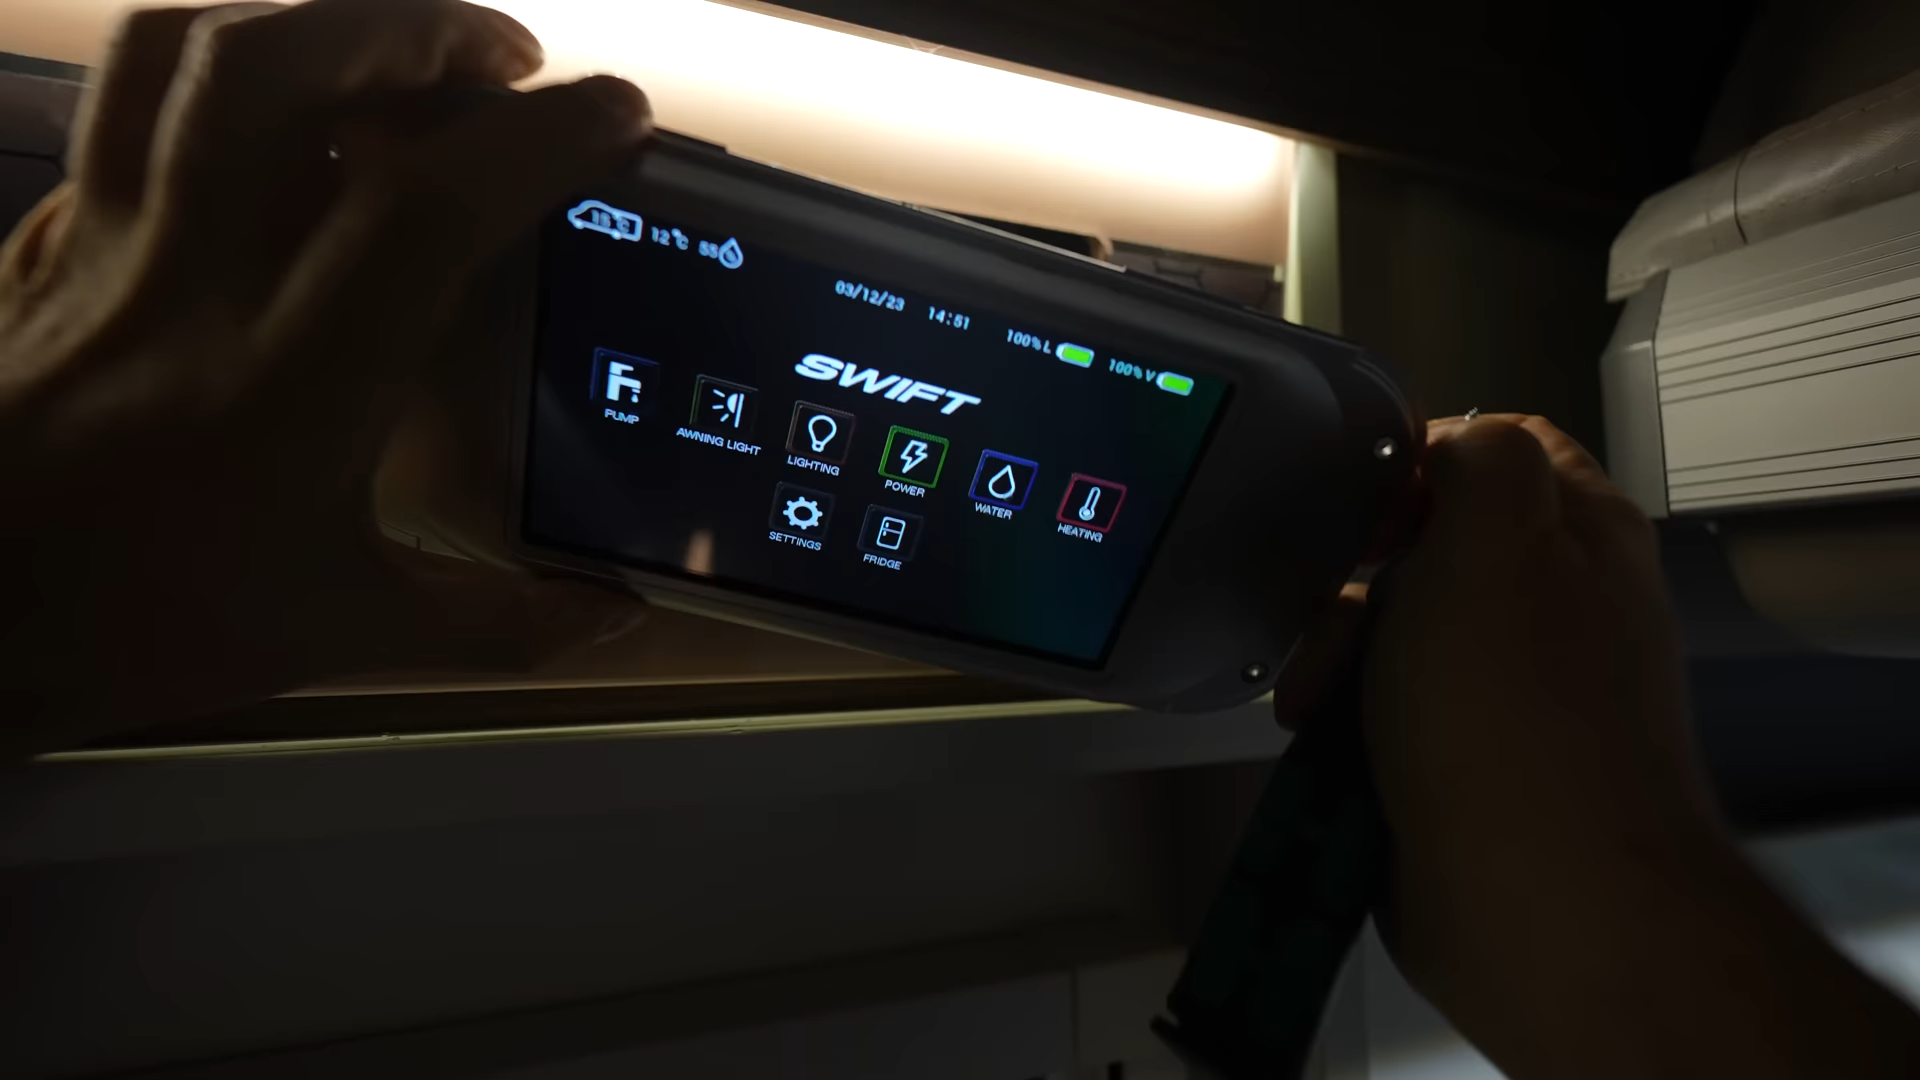 15°C 12°C 55
03/12/23 14:51 100% L 100% V
SWIFT
PUMP AWNING LIGHT LIGHTING POWER WATER HEATING
SETTINGS FRIDGE